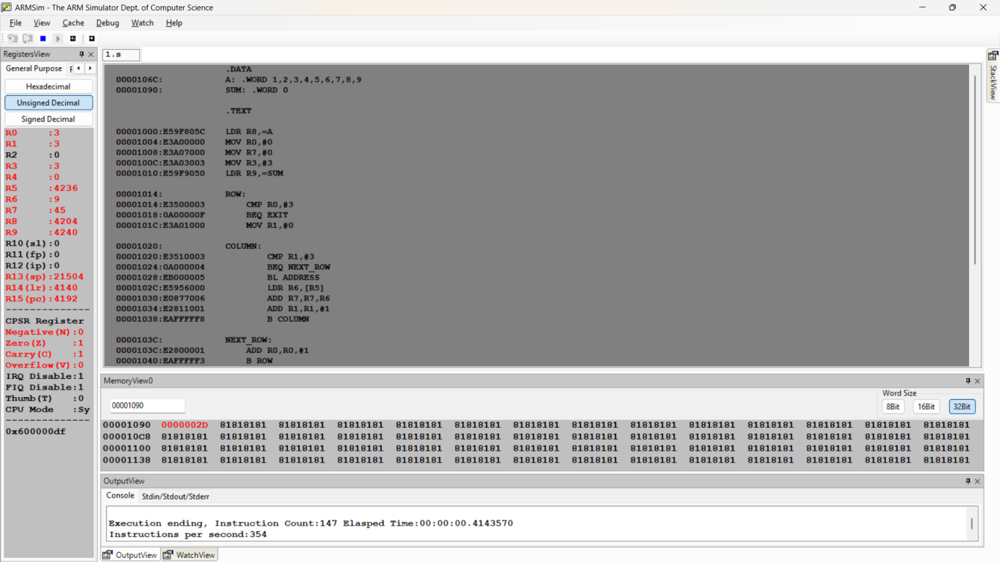 ARMSim - The ARM Simulator Dept. of Computer Science
File View Cache Debug Watch Help
RegistersView
General Purpose
Hexadecimal
Unsigned Decimal
Signed Decimal
R0 :3
R1 :3
R2 :0
R3 :3
R4 :0
R5 :4236
R6 :9
R7 :45
R8 :4204
R9 :4240
R10(sl):0
R11(fp):0
R12(ip):0
R13(sp):21504
R14(lr):4140
R15(pc):4192
--------------
CPSR Register
Negative(N):0
Zero(Z) :1
Carry(C) :1
Overflow(V):0
IRQ Disable:1
FIQ Disable:1
Thumb(T) :0
CPU Mode :Sy
--------------
0x600000df
1.s
.DATA
0000106C: A: .WORD 1,2,3,4,5,6,7,8,9
00001090: SUM: .WORD 0
.TEXT
00001000:E59F805C LDR R8,=A
00001004:E3A00000 MOV R0,#0
00001008:E3A07000 MOV R7,#0
0000100C:E3A03003 MOV R3,#3
00001010:E59F9050 LDR R9,=SUM
00001014: ROW:
00001014:E3500003 CMP R0,#3
00001018:0A00000F BEQ EXIT
0000101C:E3A01000 MOV R1,#0
00001020: COLUMN:
00001020:E3510003 CMP R1,#3
00001024:0A000004 BEQ NEXT_ROW
00001028:EB000005 BL ADDRESS
0000102C:E5956000 LDR R6,[R5]
00001030:E0877006 ADD R7,R7,R6
00001034:E2811001 ADD R1,R1,#1
00001038:EAFFFFF8 B COLUMN
0000103C: NEXT_ROW:
0000103C:E2800001 ADD R0,R0,#1
00001040:EAFFFFF3 B ROW
StackView
MemoryView0
00001090
Word Size
8Bit 16Bit 32Bit
00001090 0000002D 81818181 81818181 81818181 81818181 81818181 81818181 81818181 81818181 81818181 81818181 81818181 81818181 81818181
000010C8 81818181 81818181 81818181 81818181 81818181 81818181 81818181 81818181 81818181 81818181 81818181 81818181 81818181 81818181
00001100 81818181 81818181 81818181 81818181 81818181 81818181 81818181 81818181 81818181 81818181 81818181 81818181 81818181 81818181
00001138 81818181 81818181 81818181 81818181 81818181 81818181 81818181 81818181 81818181 81818181 81818181 81818181 81818181 81818181
OutputView
Console Stdin/Stdout/Stderr
Execution ending, Instruction Count:147 Elasped Time:00:00:00.4143570
Instructions per second:354
OutputView WatchView